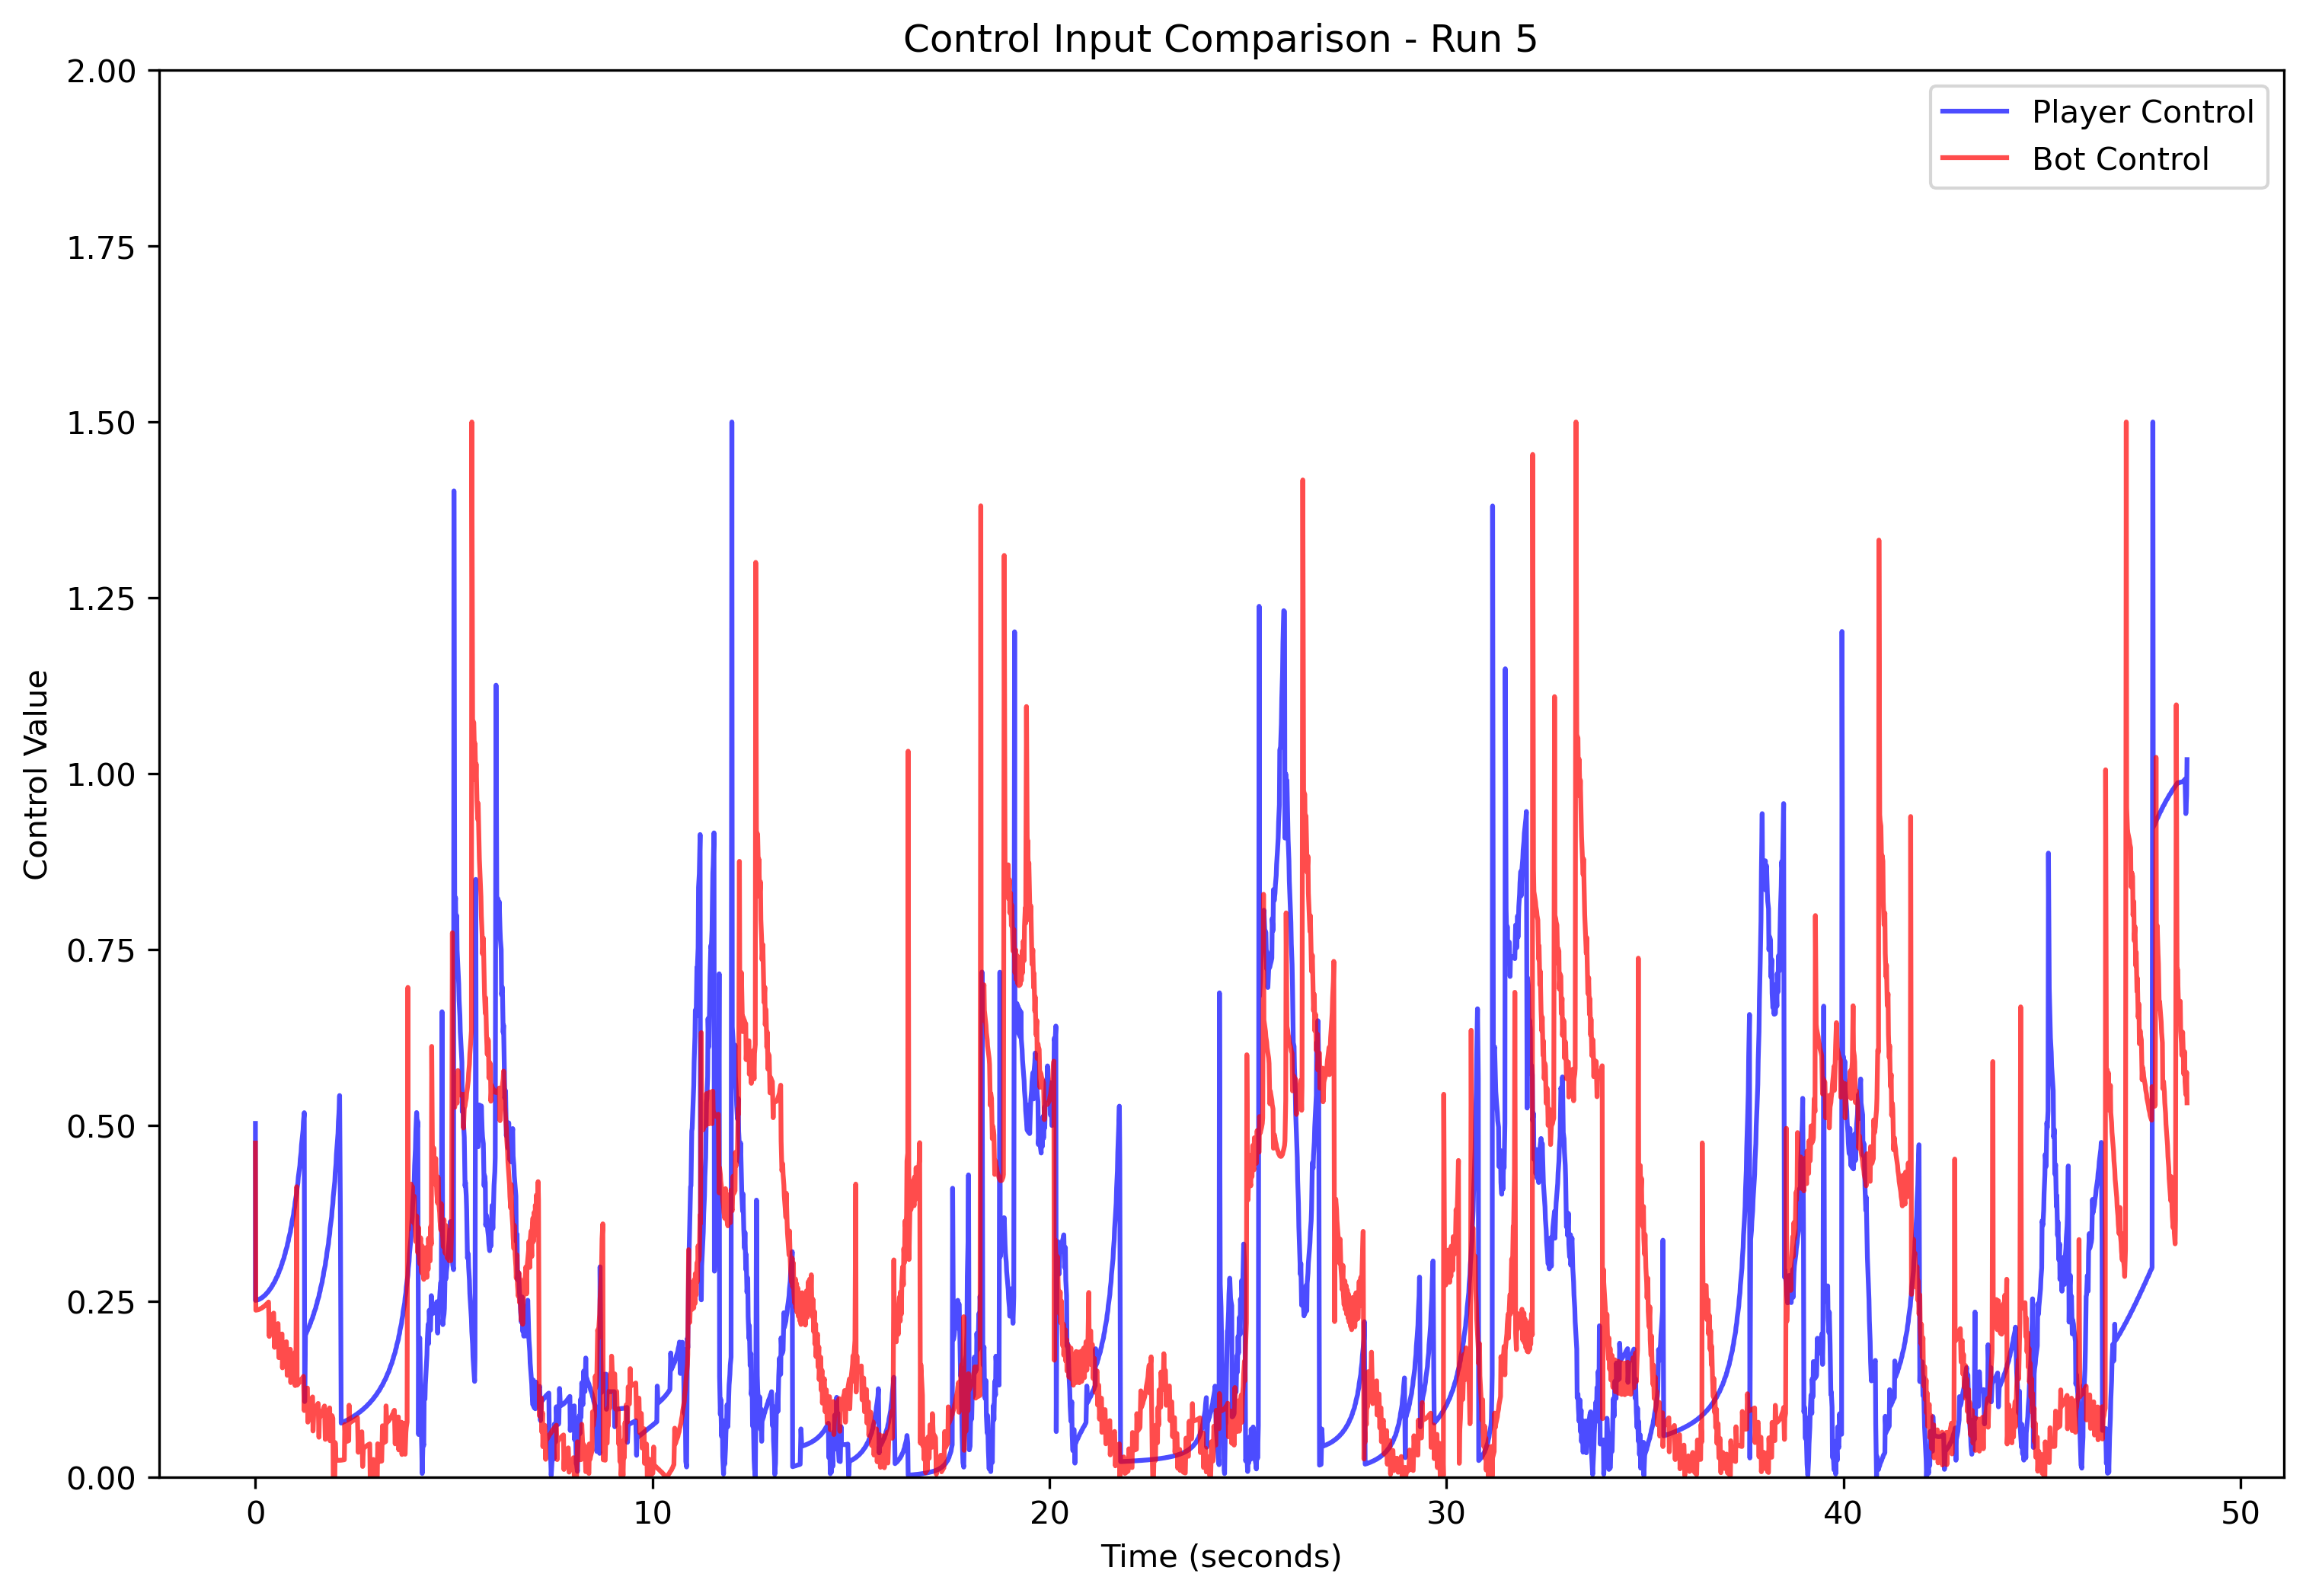 Control Input Comparison - Run 5
Player Control
Bot Control
Control Value
2.00
1.75
1.50
1.25
1.00
0.75
0.50
0.25
0.00
0 10 20 30 40 50
Time (seconds)